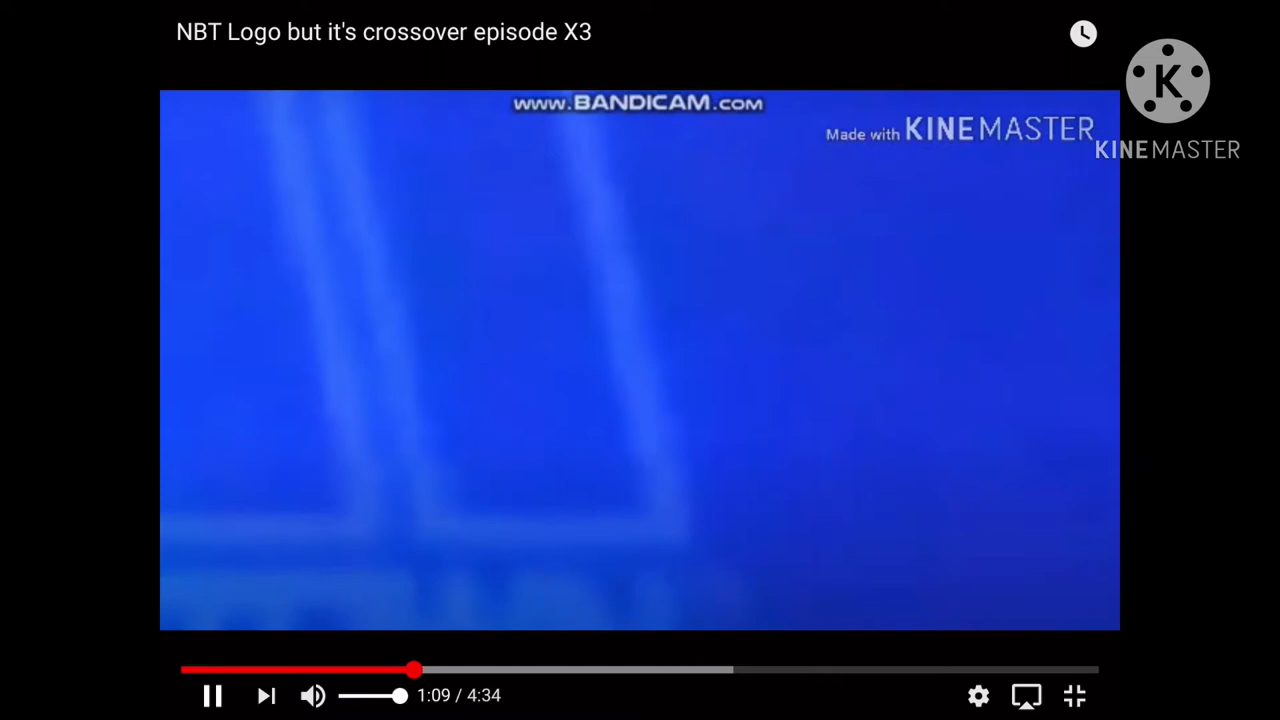 NBT Logo but it's crossover episode X3
K
KINEMASTER
www.BANDICAM.com
Made with KINEMASTER
1:09 / 4:34